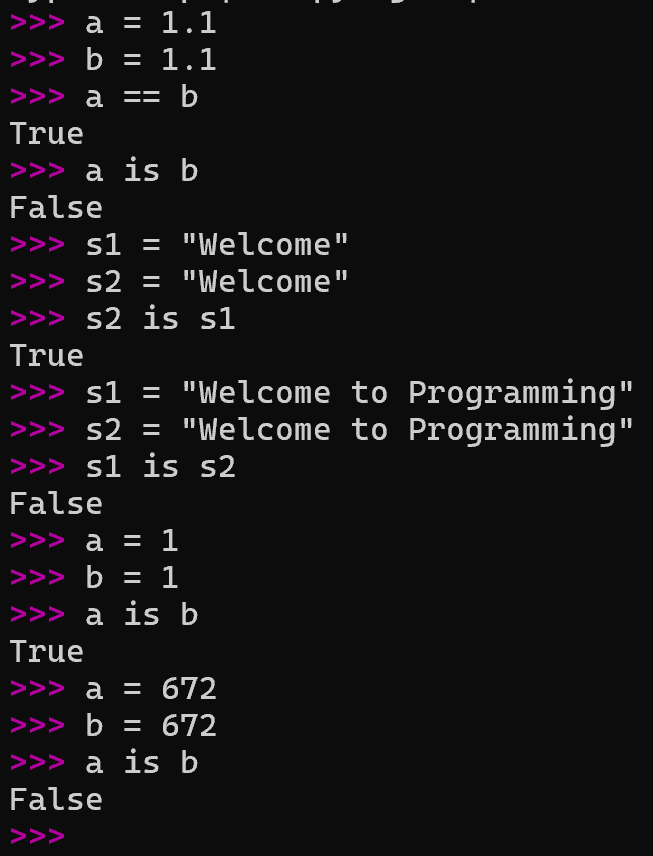 >>> a = 1.1
>>> b = 1.1
>>> a == b
True
>>> a is b
False
>>> s1 = "Welcome"
>>> s2 = "Welcome"
>>> s2 is s1
True
>>> s1 = "Welcome to Programming"
>>> s2 = "Welcome to Programming"
>>> s1 is s2
False
>>> a = 1
>>> b = 1
>>> a is b
True
>>> a = 672
>>> b = 672
>>> a is b
False
>>>